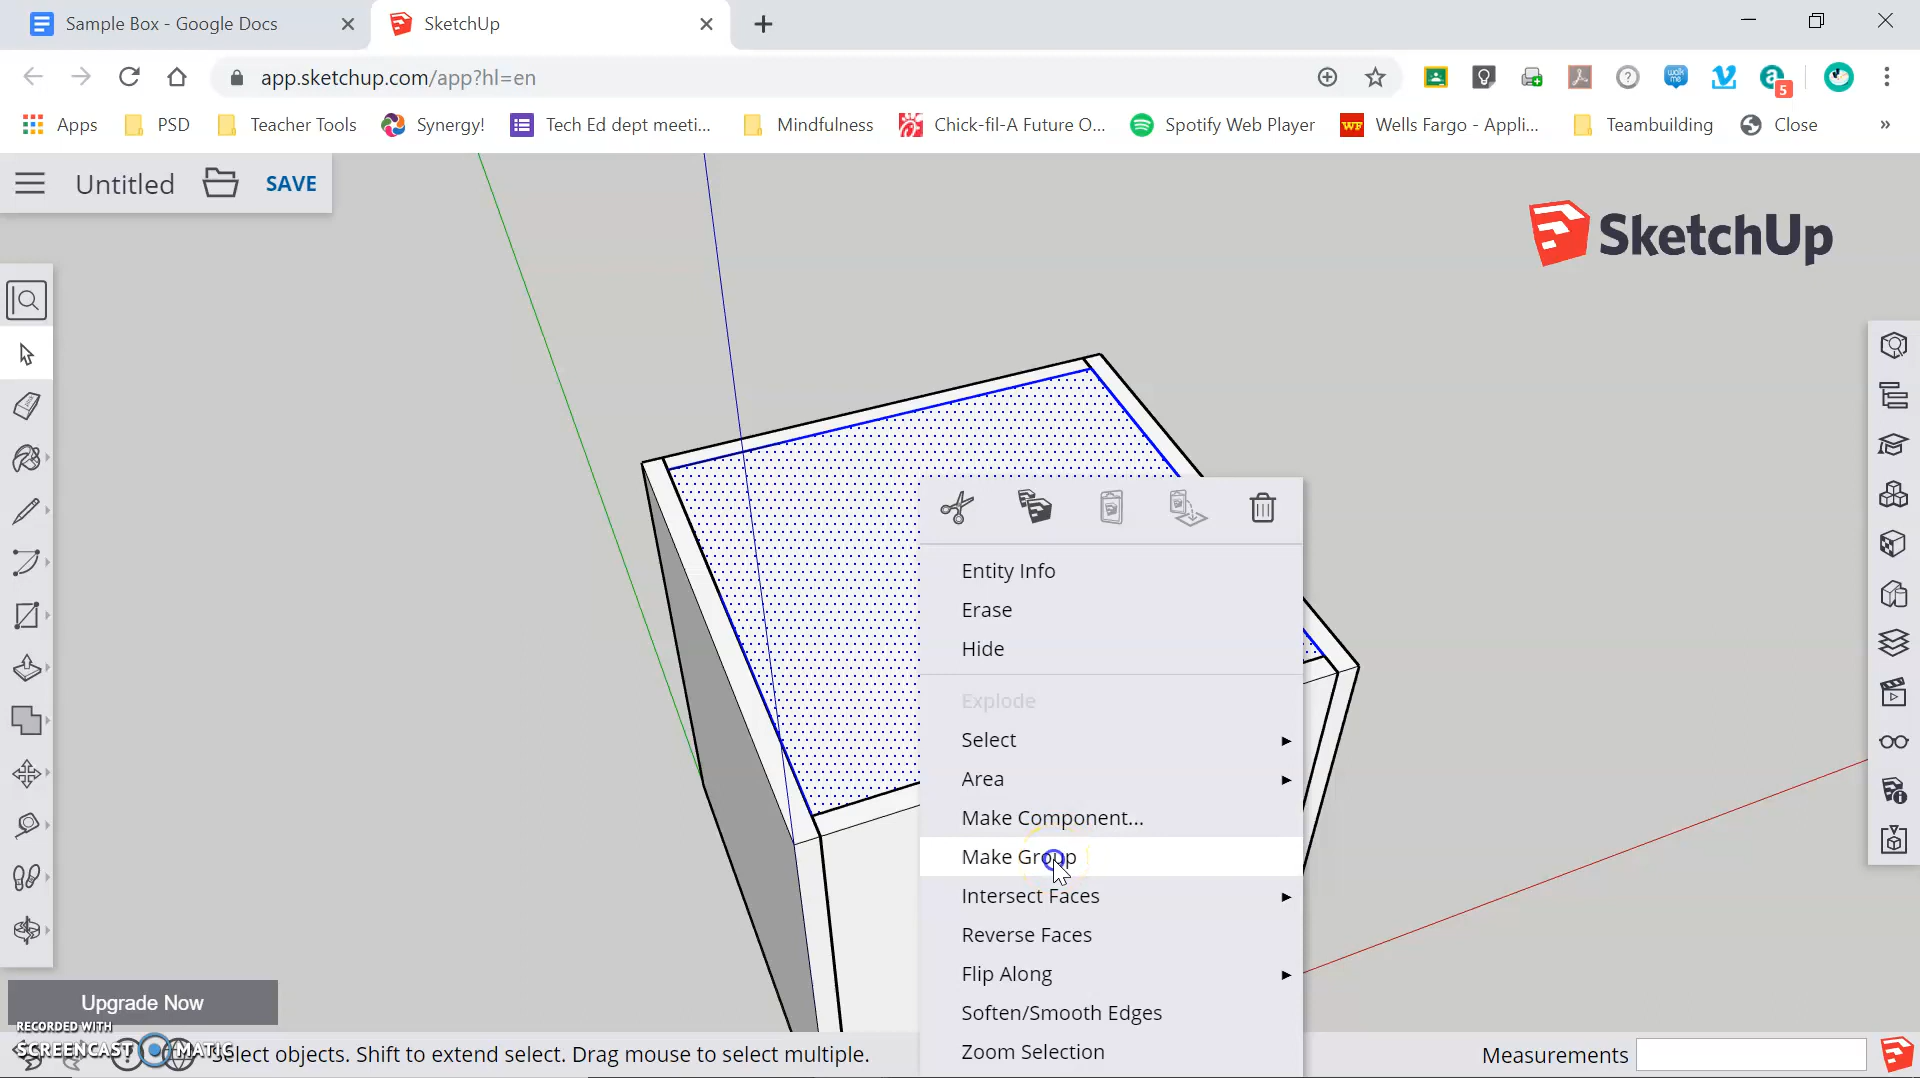 Sample Box - Google Docs
SketchUp
app.sketchup.com/app?hl=en
5
Apps
PSD
Teacher Tools
Synergy!
Tech Ed dept meeti...
Mindfulness
Chick-fil-A Future O...
Spotify Web Player
WF
Wells Fargo - Appli...
Teambuilding
Close
»
Untitled
SAVE
SketchUp
Entity Info
Erase
Hide
Explode
Select
Area
Make Component...
Make Group
Intersect Faces
Reverse Faces
Flip Along
Soften/Smooth Edges
Zoom Selection
Upgrade Now
RECORDED WITH
SCREENCAST MATIC
Select objects. Shift to extend select. Drag mouse to select multiple.
Measurements